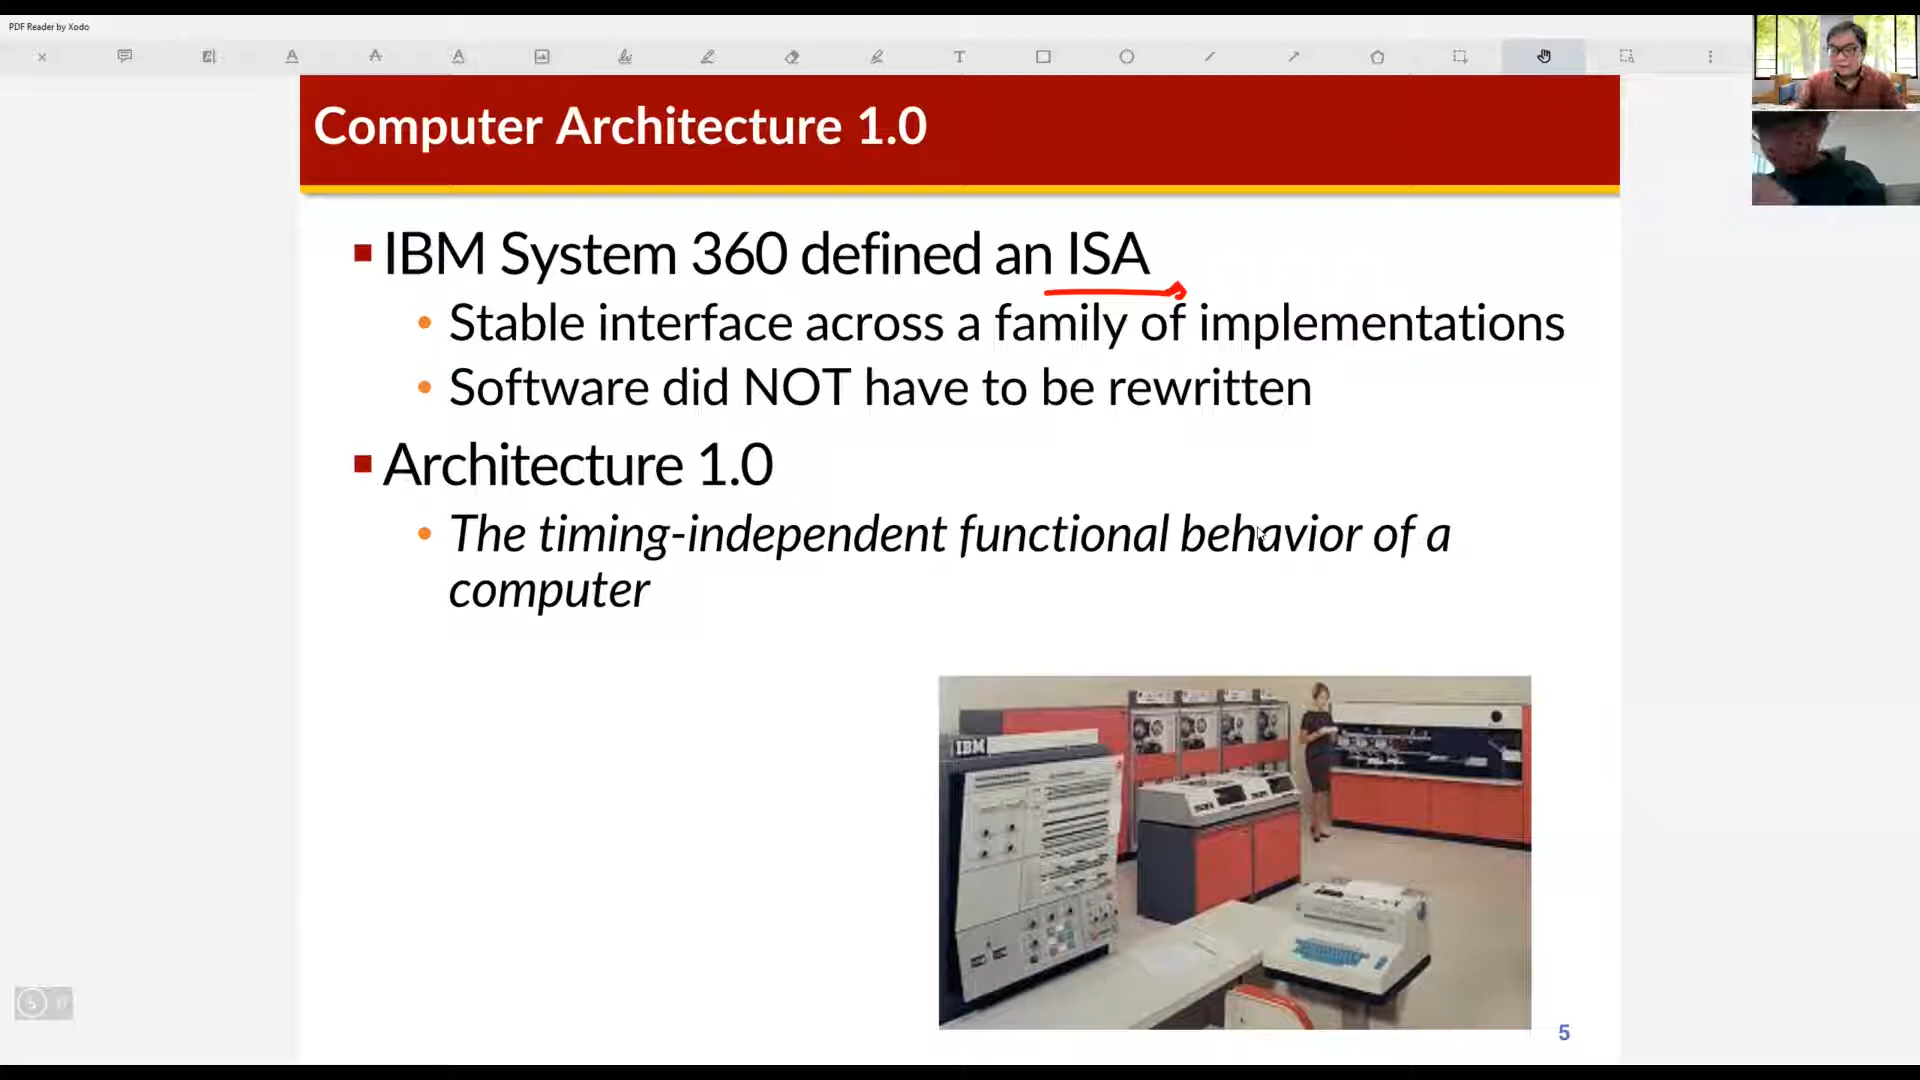 PDF Reader by Xodo
Computer Architecture 1.0
IBM System 360 defined an ISA
Stable interface across a family of implementations
Software did NOT have to be rewritten
Architecture 1.0
The timing-independent functional behavior of a
computer
IBM
5
5